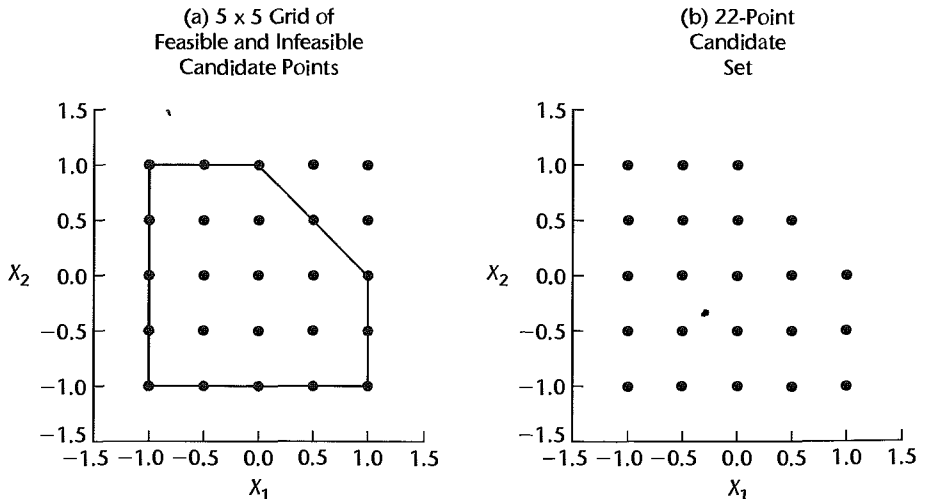 (a) 5 x 5 Grid of
Feasible and Infeasible
Candidate Points
1.5
1.0
0.5
X₂ 0.0
−0.5
−1.0
−1.5
−1.5 −1.0 −0.5 0.0 0.5 1.0 1.5
X₁
(b) 22-Point
Candidate
Set
1.5
1.0
0.5
X₂ 0.0
−0.5
−1.0
−1.5
−1.5 −1.0 −0.5 0.0 0.5 1.0 1.5
X₁